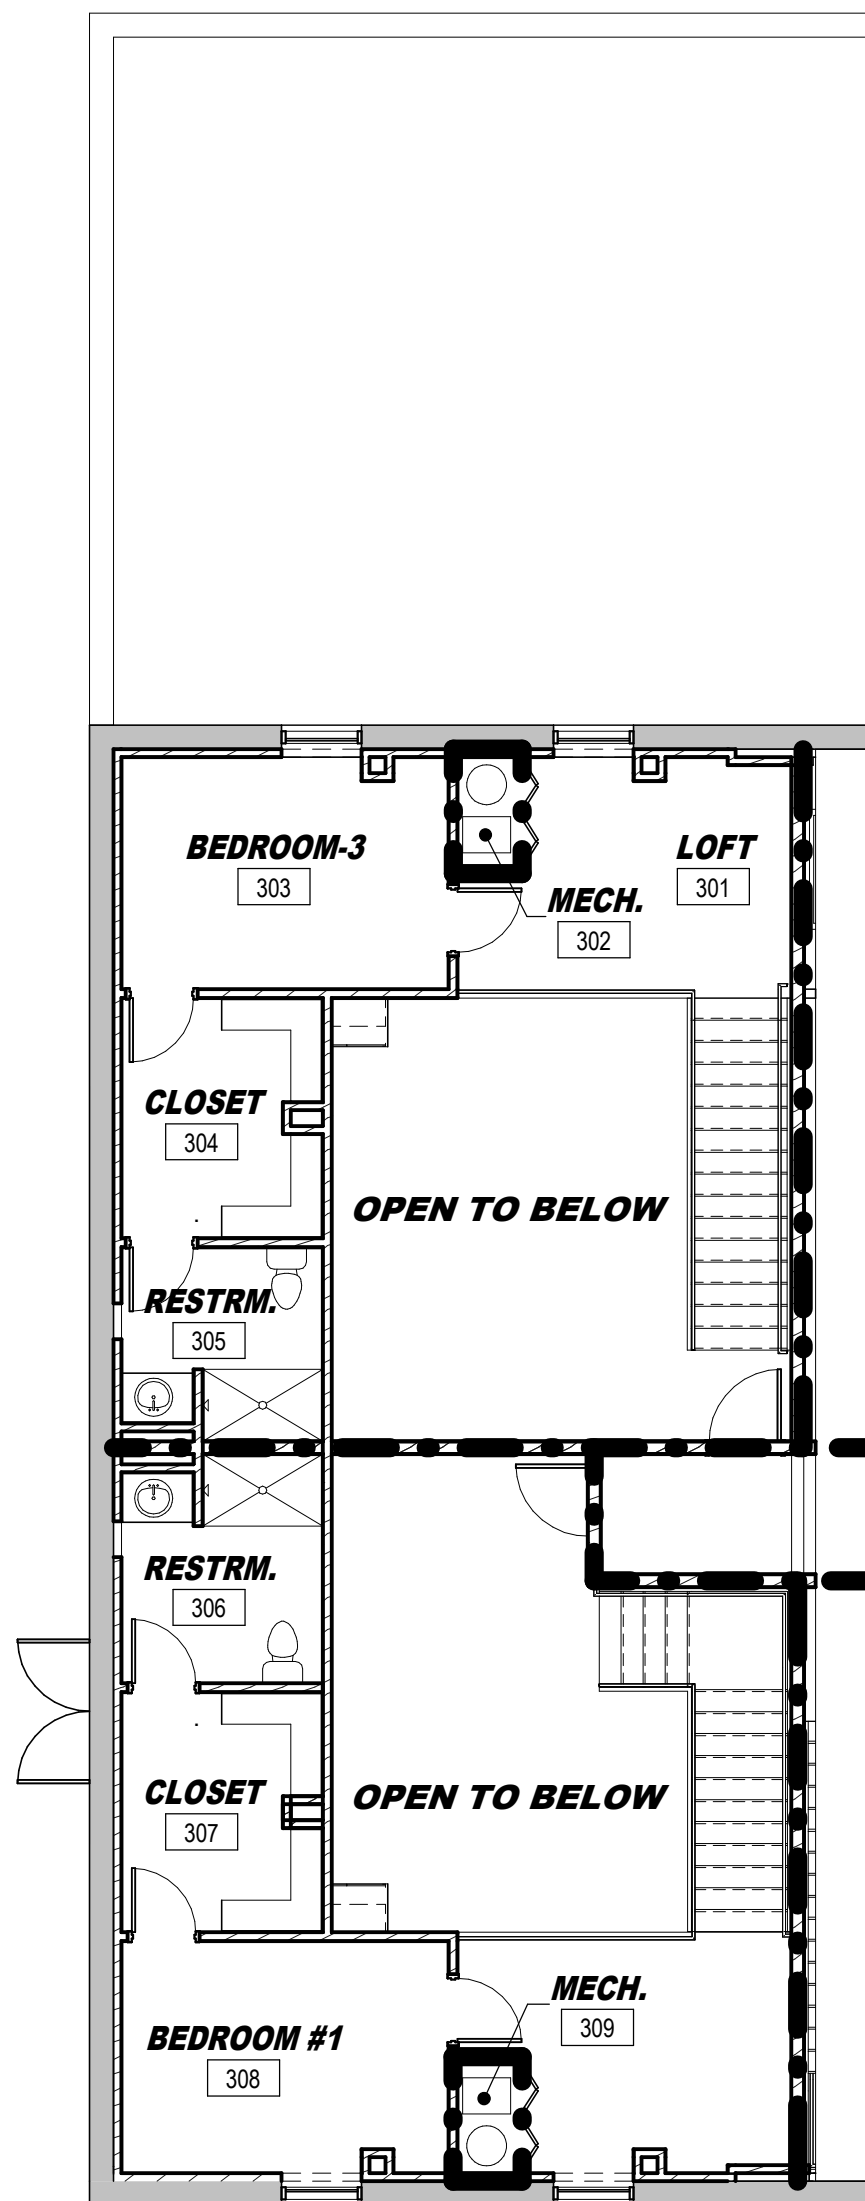 BEDROOM-3
303
LOFT
301
MECH.
302
CLOSET
304
OPEN TO BELOW
RESTRM.
305
RESTRM.
306
CLOSET
307
OPEN TO BELOW
MECH.
309
BEDROOM #1
308